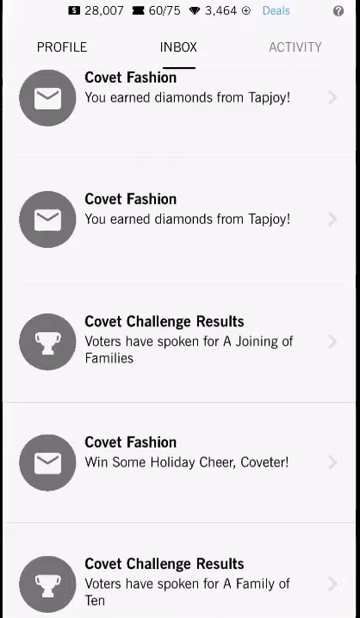 $ 28,007 60/75 3,464 Deals ?
PROFILE INBOX ACTIVITY
Covet Fashion
You earned diamonds from Tapjoy!
Covet Fashion
You earned diamonds from Tapjoy!
Covet Challenge Results
Voters have spoken for A Joining of
Families
Covet Fashion
Win Some Holiday Cheer, Coveter!
Covet Challenge Results
Voters have spoken for A Family of
Ten